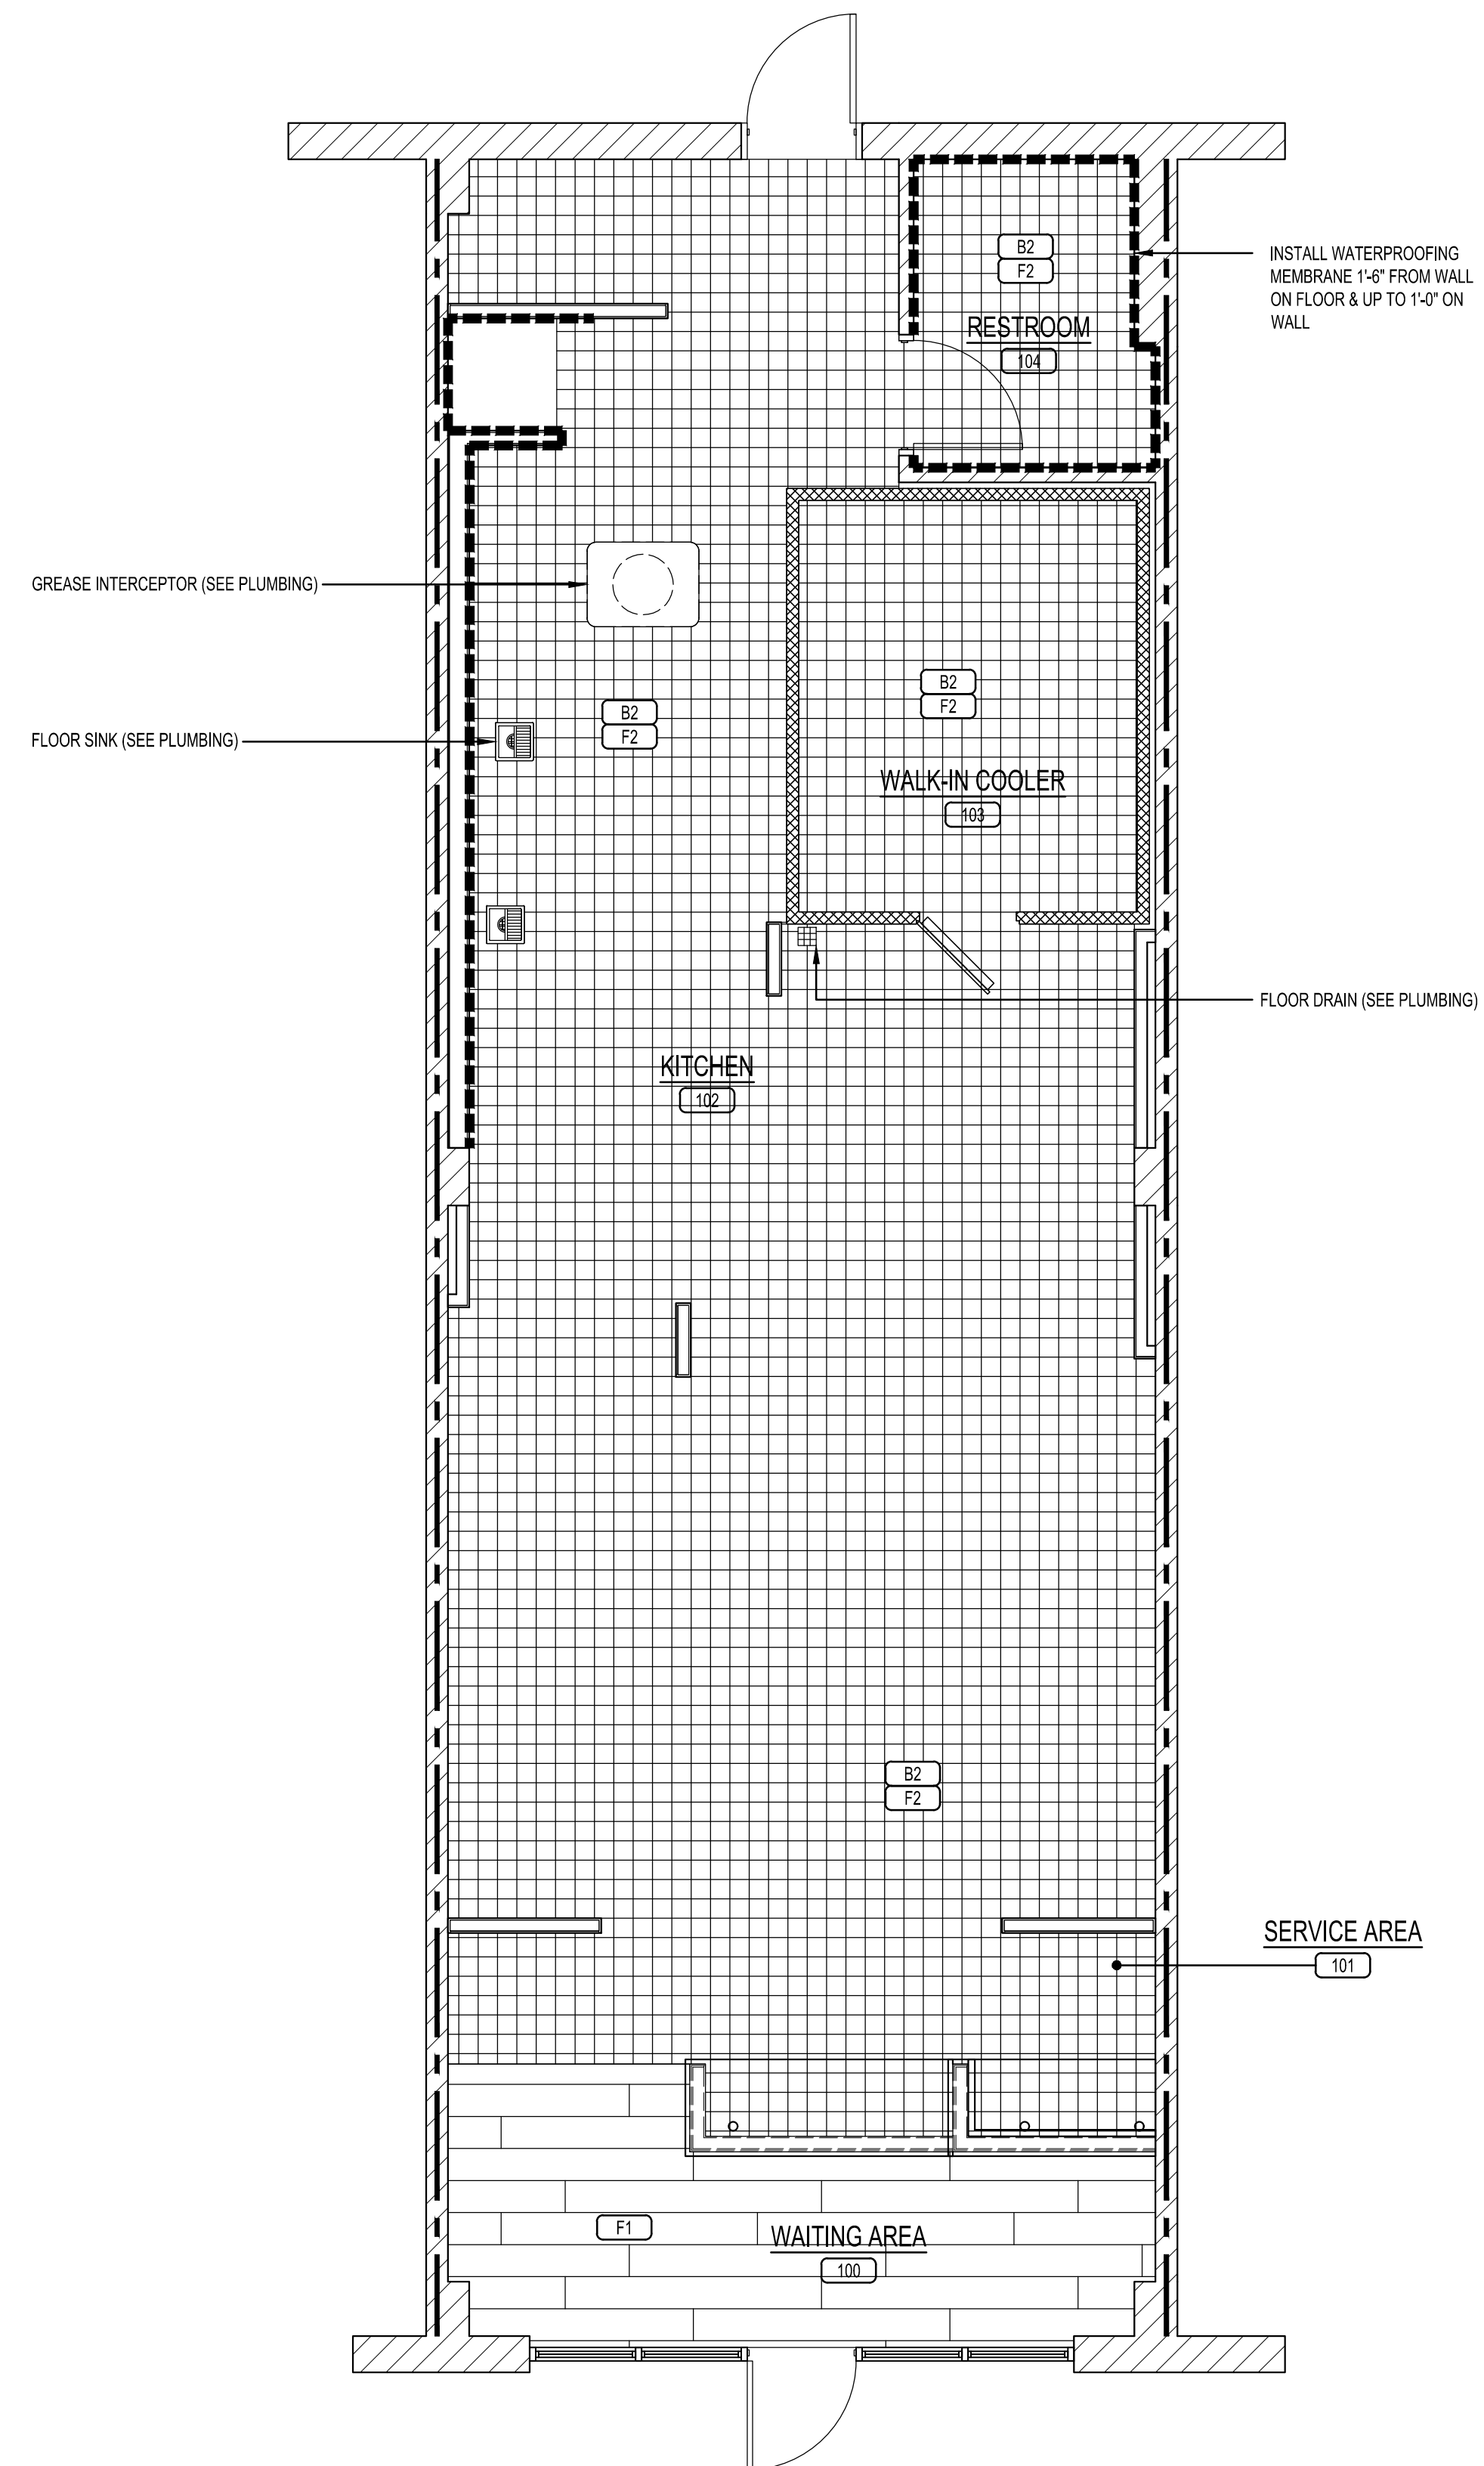 B2
F2
INSTALL WATERPROOFING
MEMBRANE 1'-6" FROM WALL
ON FLOOR & UP TO 1'-0" ON
WALL
RESTROOM
104
GREASE INTERCEPTOR (SEE PLUMBING)
B2
F2
B2
F2
FLOOR SINK (SEE PLUMBING)
WALK-IN COOLER
103
FLOOR DRAIN (SEE PLUMBING)
KITCHEN
102
B2
F2
SERVICE AREA
101
F1
WAITING AREA
100